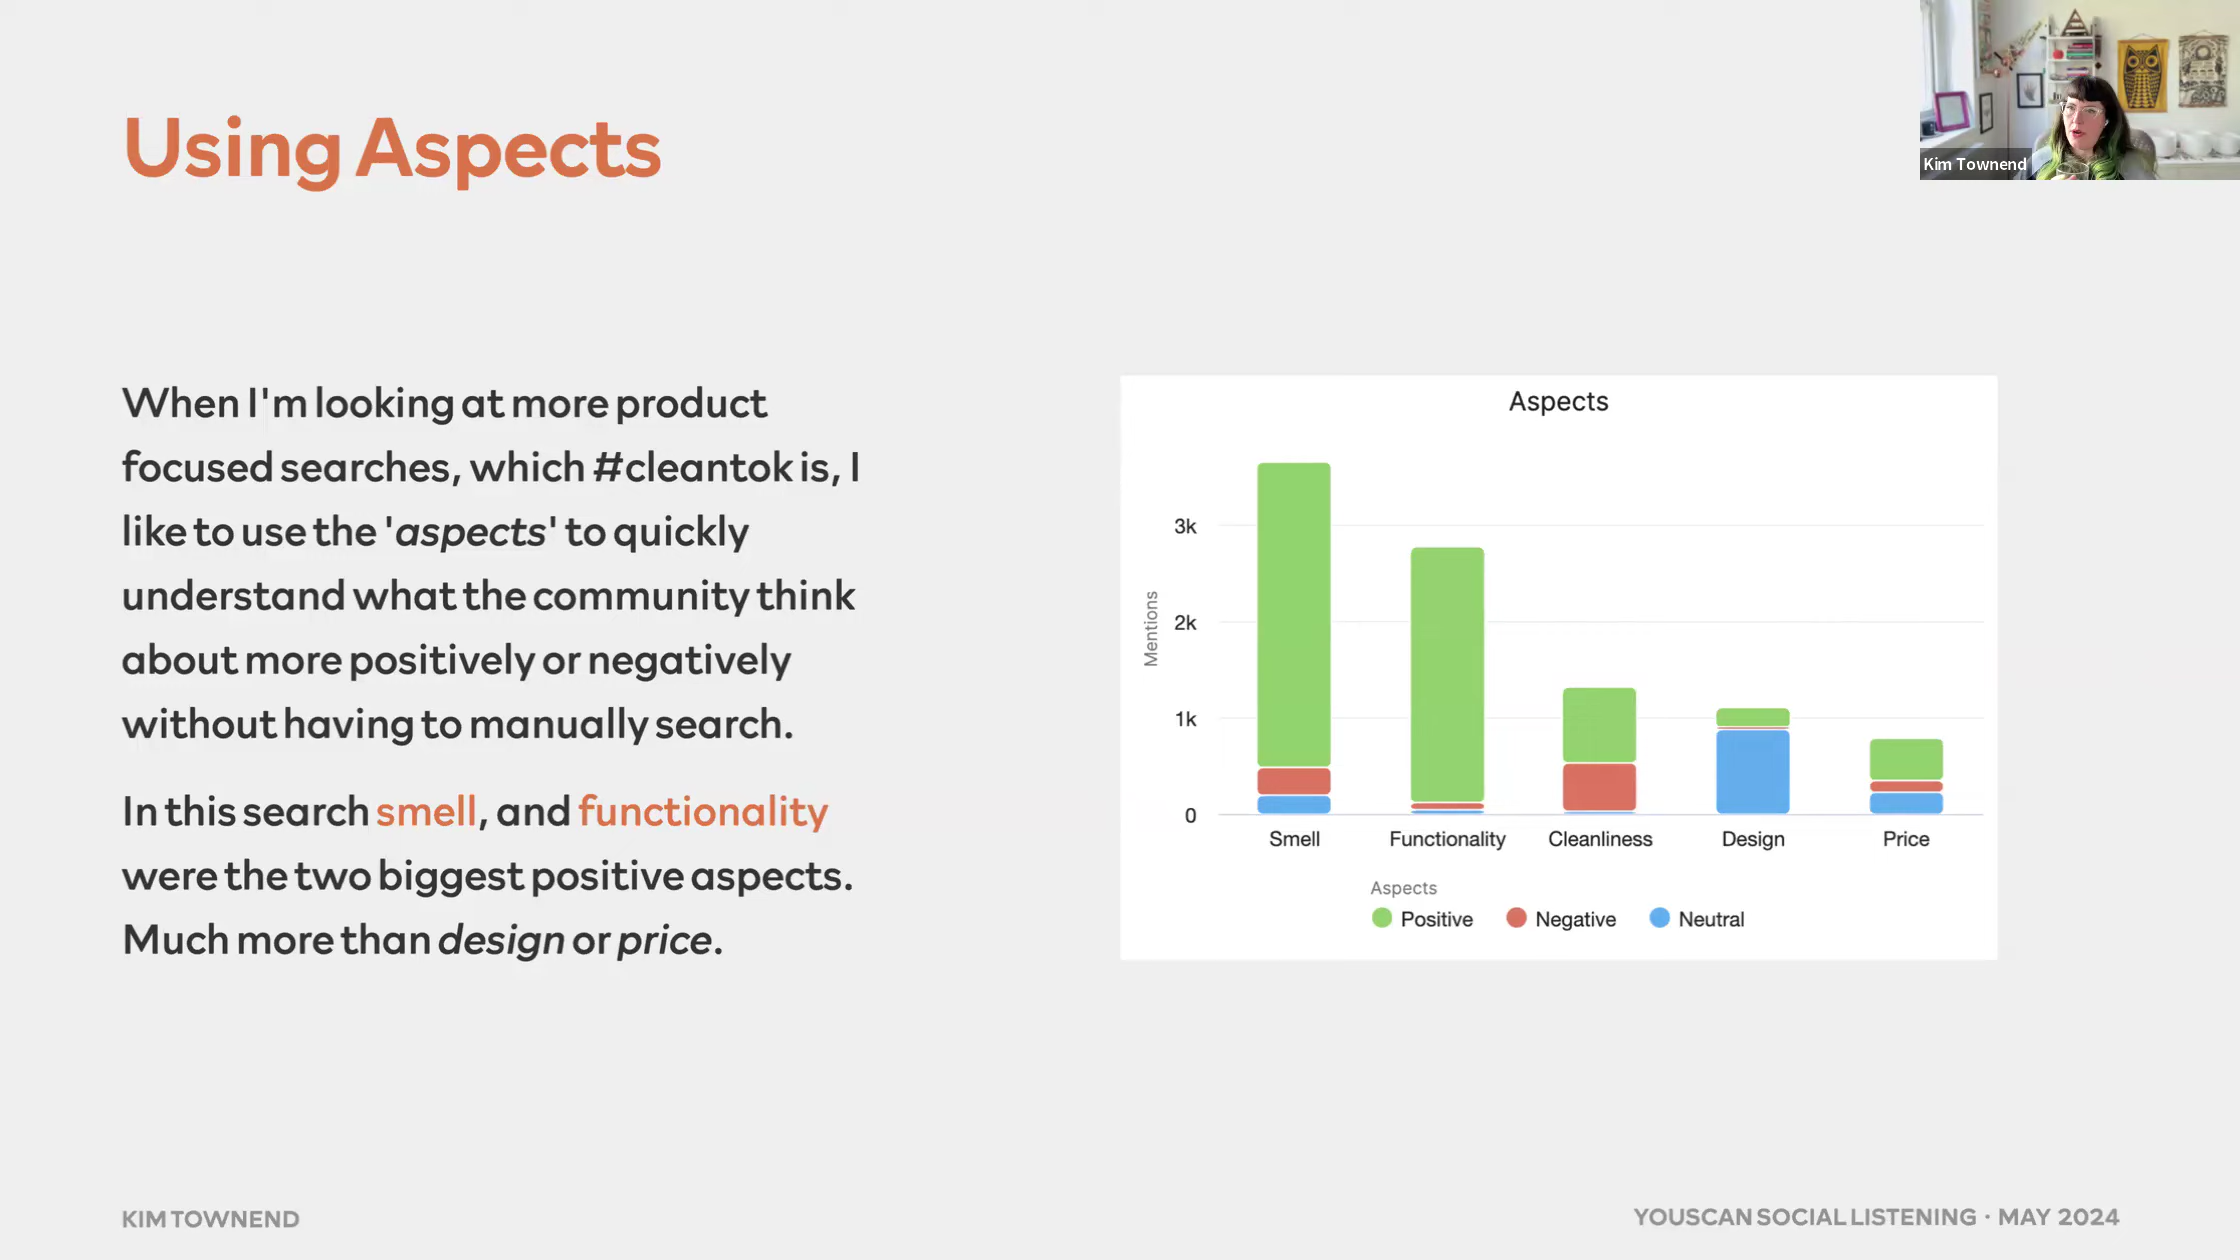 Using Aspects
Kim Townend
When I'm looking at more product
focused searches, which #cleantok is, I
like to use the 'aspects' to quickly
understand what the community think
about more positively or negatively
without having to manually search.
In this search smell, and functionality
were the two biggest positive aspects.
Much more than design or price.
Aspects
Mentions
3k
2k
1k
0
Smell Functionality Cleanliness Design Price
Aspects
Positive Negative Neutral
KIM TOWNEND
YOUSCAN SOCIAL LISTENING · MAY 2024